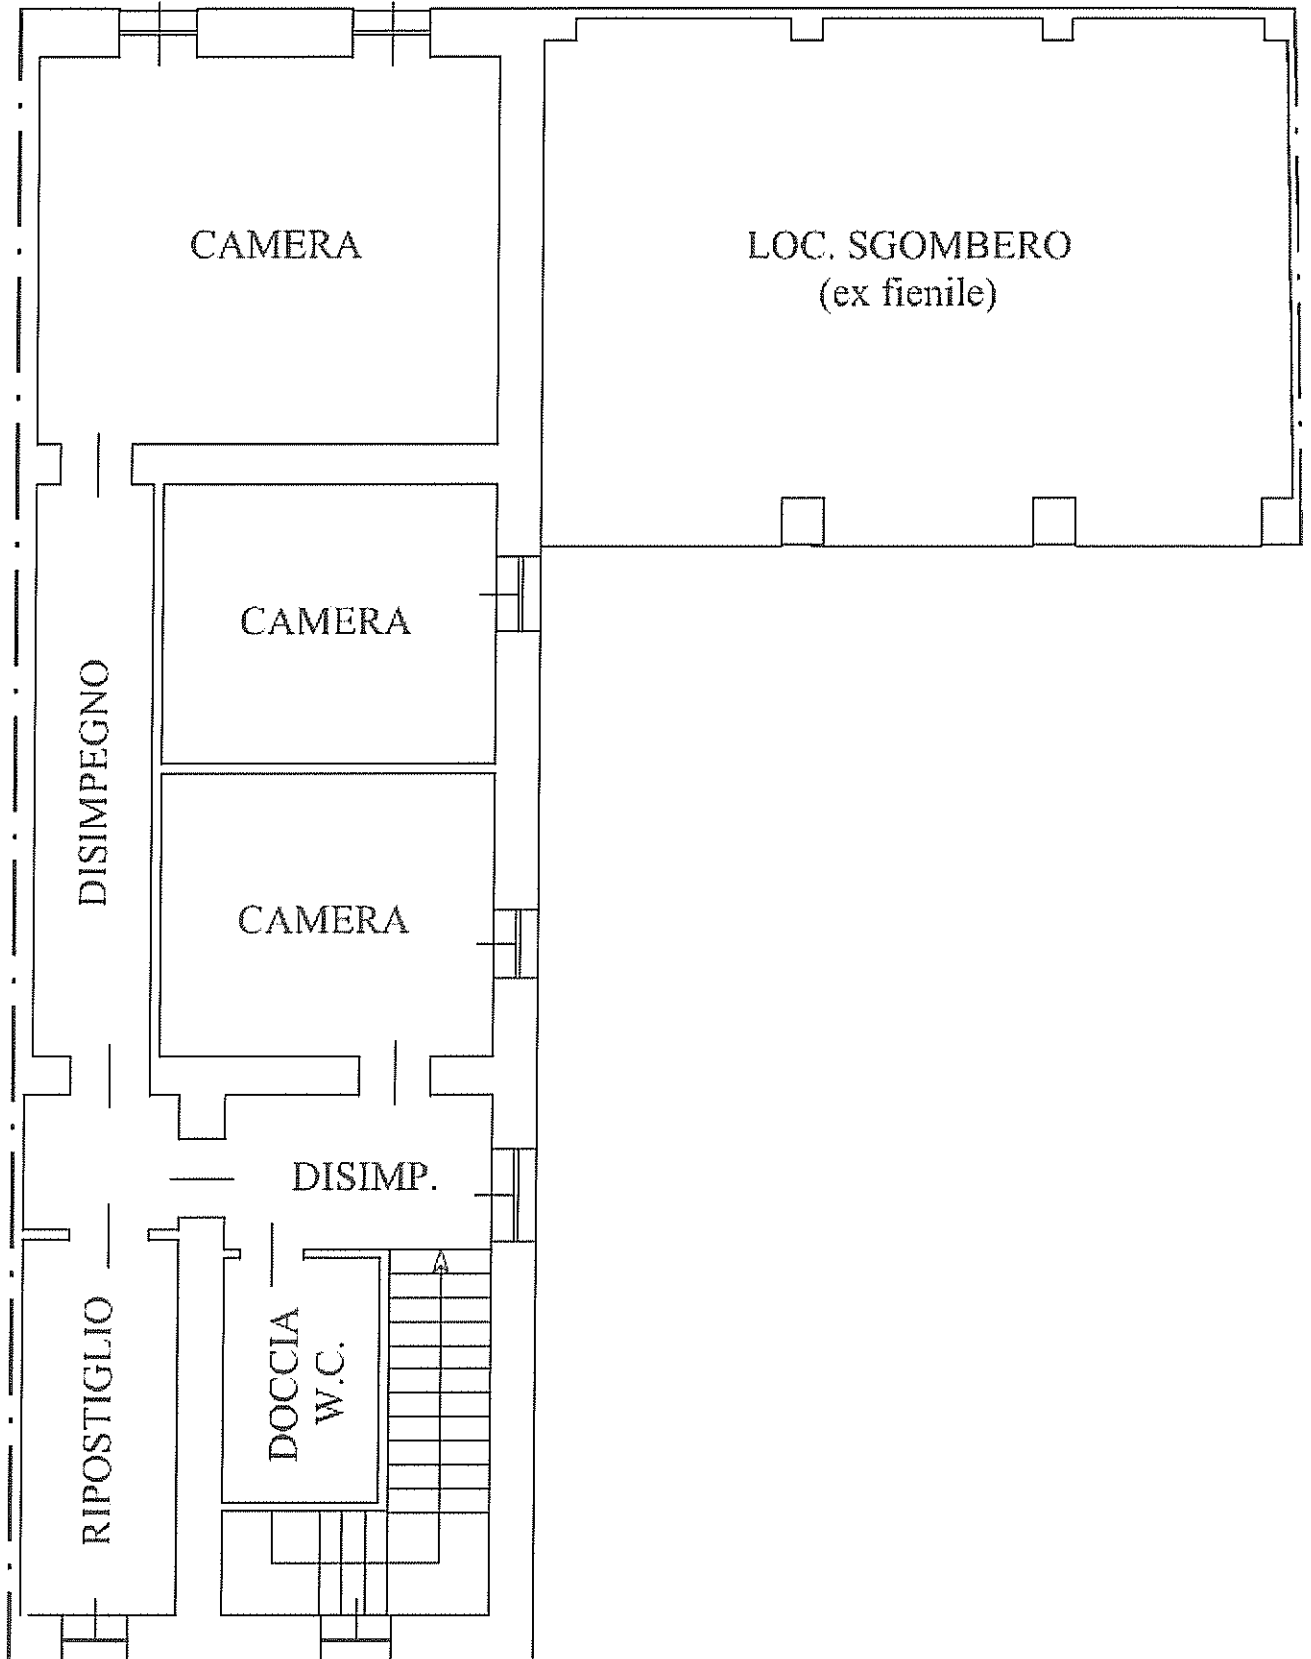 CAMERA
LOC. SGOMBERO
(ex fienile)
CAMERA
DISIMPEGNO
CAMERA
DISIMP.
RIPOSTIGLIO
DOCCIA
W.C.